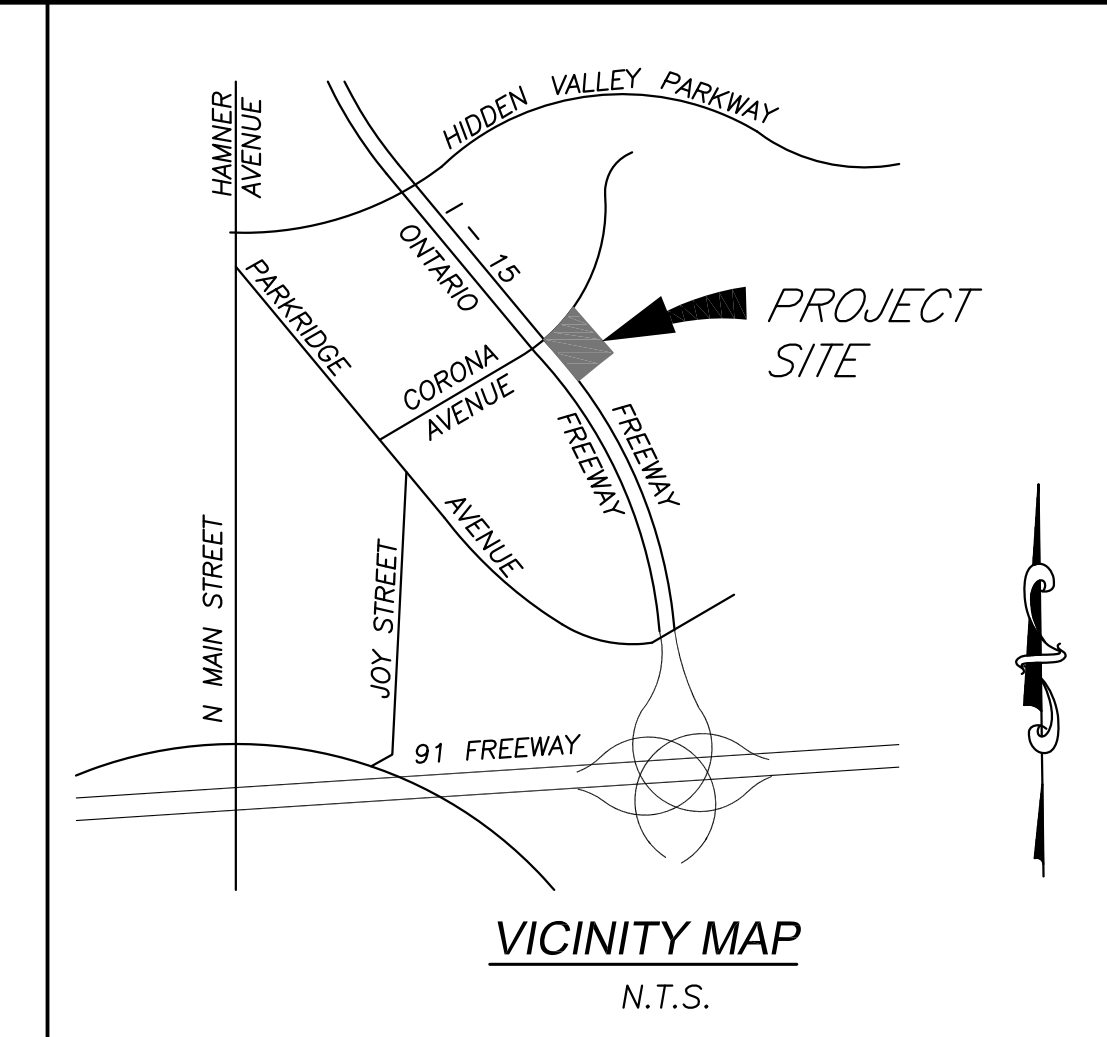 HIDDEN VALLEY PARKWAY
HAMNER
AVENUE
I - 15
ONTARIO
FREEWAY
FREEWAY
PARKRIDGE
AVENUE
CORONA
AVENUE
PROJECT
SITE
N MAIN STREET
JOY STREET
91 FREEWAY
VICINITY MAP
N.T.S.